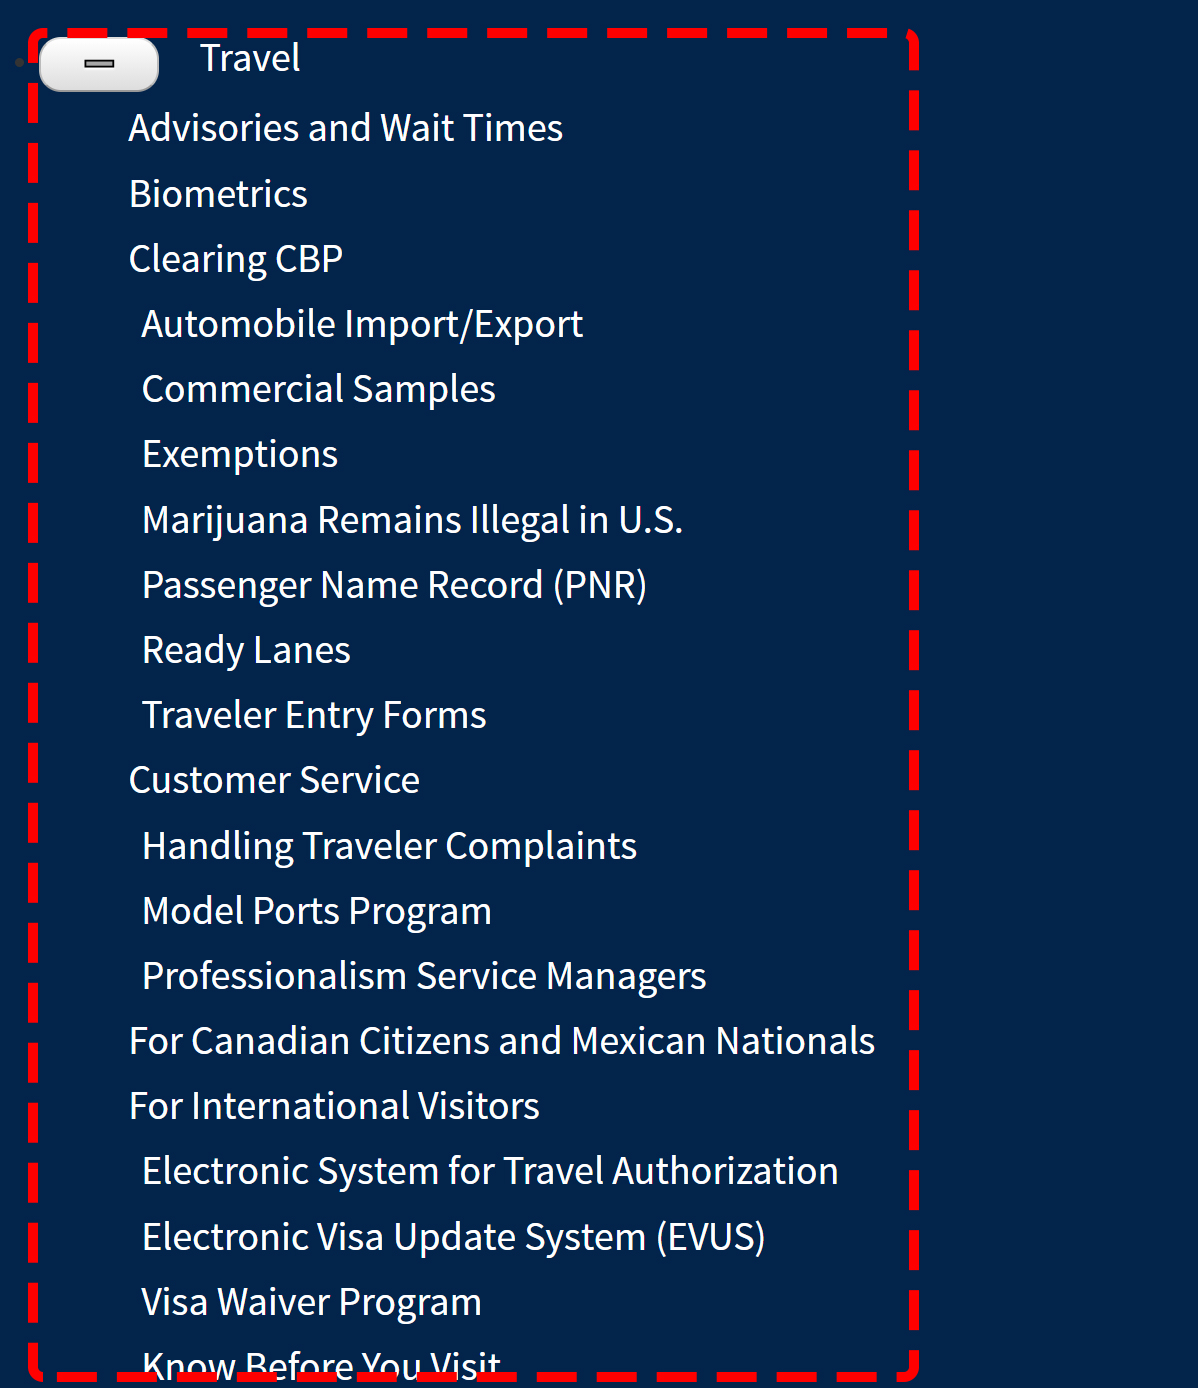 Travel
Advisories and Wait Times
Biometrics
Clearing CBP
Automobile Import/Export
Commercial Samples
Exemptions
Marijuana Remains Illegal in U.S.
Passenger Name Record (PNR)
Ready Lanes
Traveler Entry Forms
Customer Service
Handling Traveler Complaints
Model Ports Program
Professionalism Service Managers
For Canadian Citizens and Mexican Nationals
For International Visitors
Electronic System for Travel Authorization
Electronic Visa Update System (EVUS)
Visa Waiver Program
Know Before You Visit